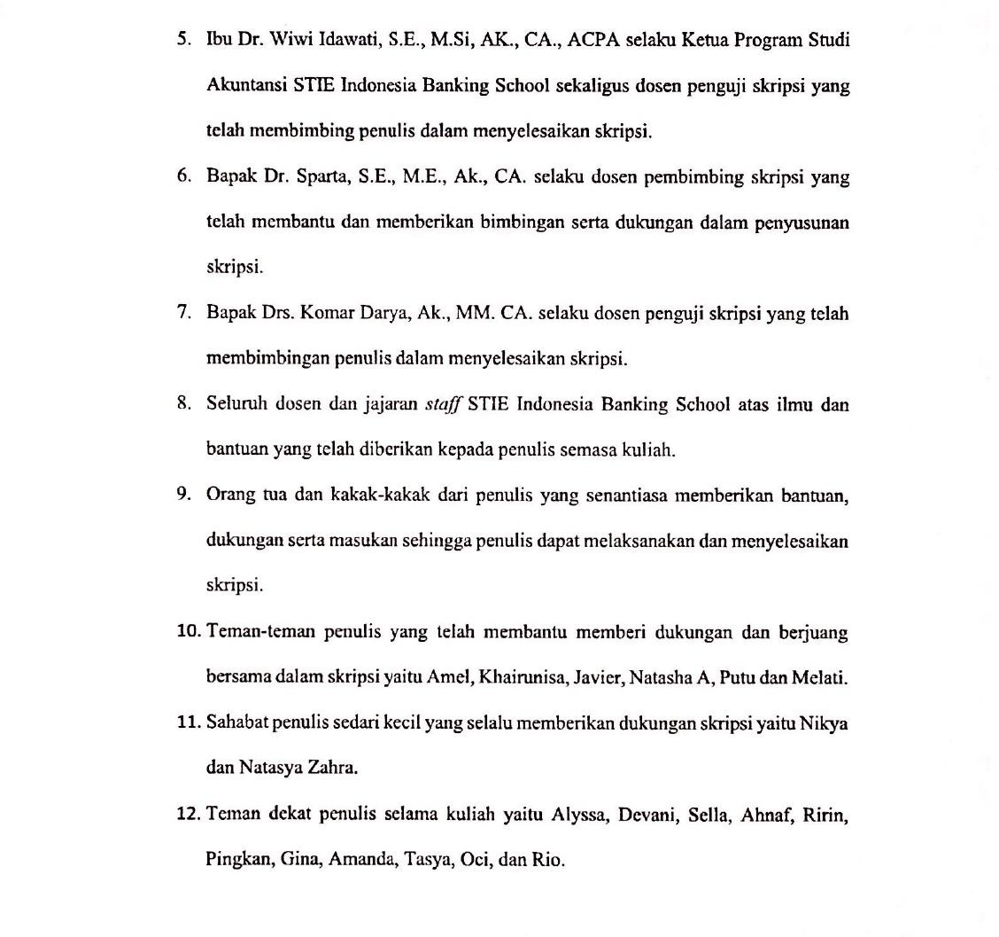 5. Ibu Dr. Wiwi Idawati, S.E., M.Si, AK., CA., ACPA selaku Ketua Program Studi
Akuntansi STIE Indonesia Banking School sekaligus dosen penguji skripsi yang
telah membimbing penulis dalam menyelesaikan skripsi.
6. Bapak Dr. Sparta, S.E., M.E., Ak., CA. selaku dosen pembimbing skripsi yang
telah membantu dan memberikan bimbingan serta dukungan dalam penyusunan
skripsi.
7. Bapak Drs. Komar Darya, Ak., MM. CA. selaku dosen penguji skripsi yang telah
membimbingan penulis dalam menyelesaikan skripsi.
8. Seluruh dosen dan jajaran staff STIE Indonesia Banking School atas ilmu dan
bantuan yang telah diberikan kepada penulis semasa kuliah.
9. Orang tua dan kakak-kakak dari penulis yang senantiasa memberikan bantuan,
dukungan serta masukan sehingga penulis dapat melaksanakan dan menyelesaikan
skripsi.
10. Teman-teman penulis yang telah membantu memberi dukungan dan berjuang
bersama dalam skripsi yaitu Amel, Khairunisa, Javier, Natasha A, Putu dan Melati.
11. Sahabat penulis sedari kecil yang selalu memberikan dukungan skripsi yaitu Nikya
dan Natasya Zahra.
12. Teman dekat penulis selama kuliah yaitu Alyssa, Devani, Sella, Ahnaf, Ririn,
Pingkan, Gina, Amanda, Tasya, Oci, dan Rio.